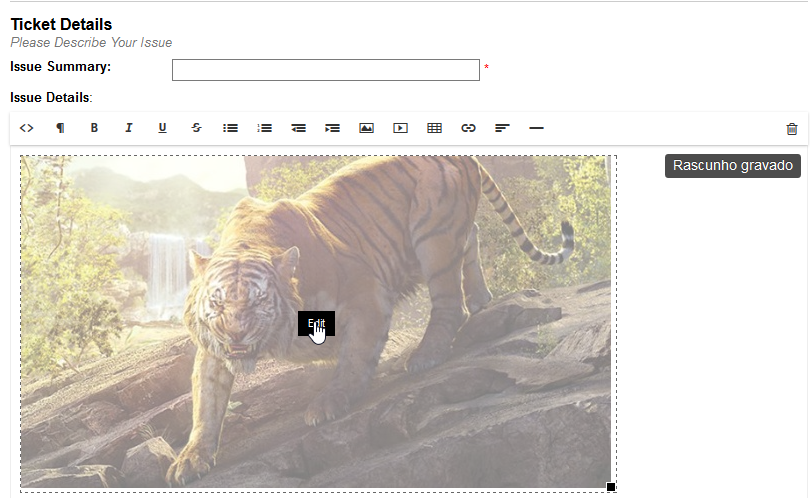 Ticket Details
Please Describe Your Issue
Issue Summary: *
Issue Details:
<> ¶ B I U S
Rascunho gravado
Edit